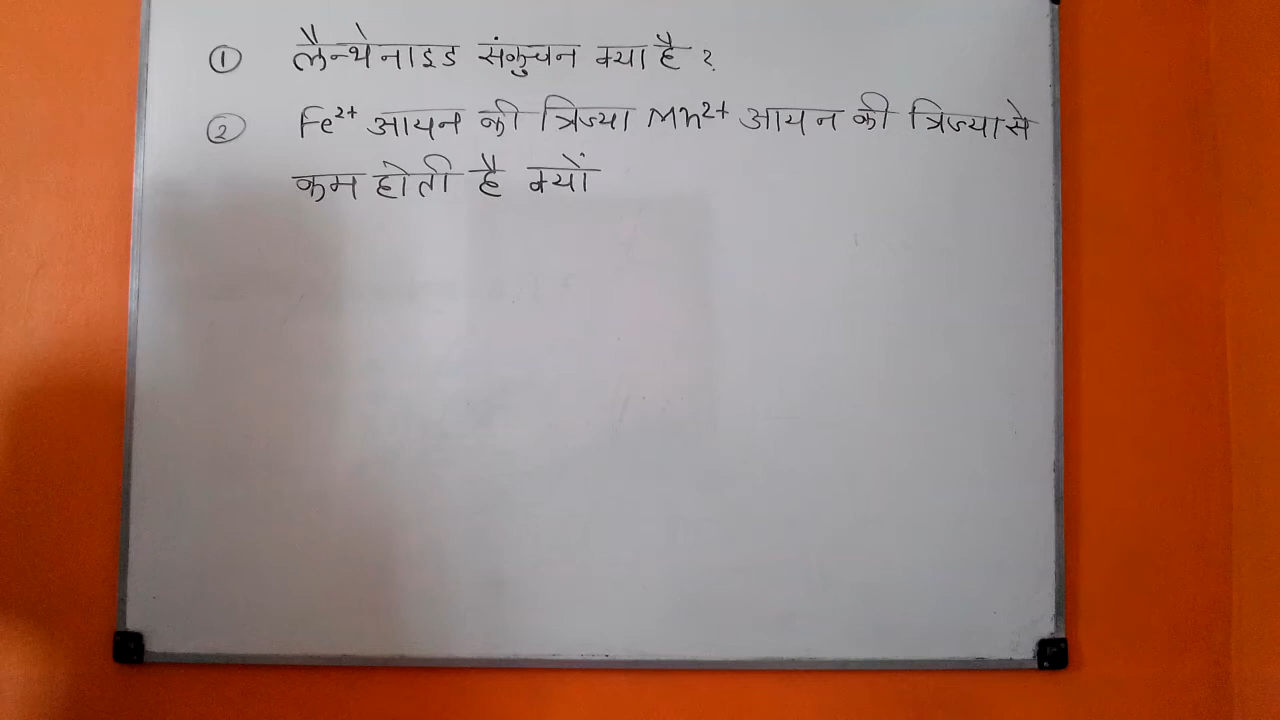 ① लैन्थेनाइड संकुचन क्या है ?
② Fe²⁺ आयन की त्रिज्या Mn²⁺ आयन की त्रिज्या से
कम होती है क्यों